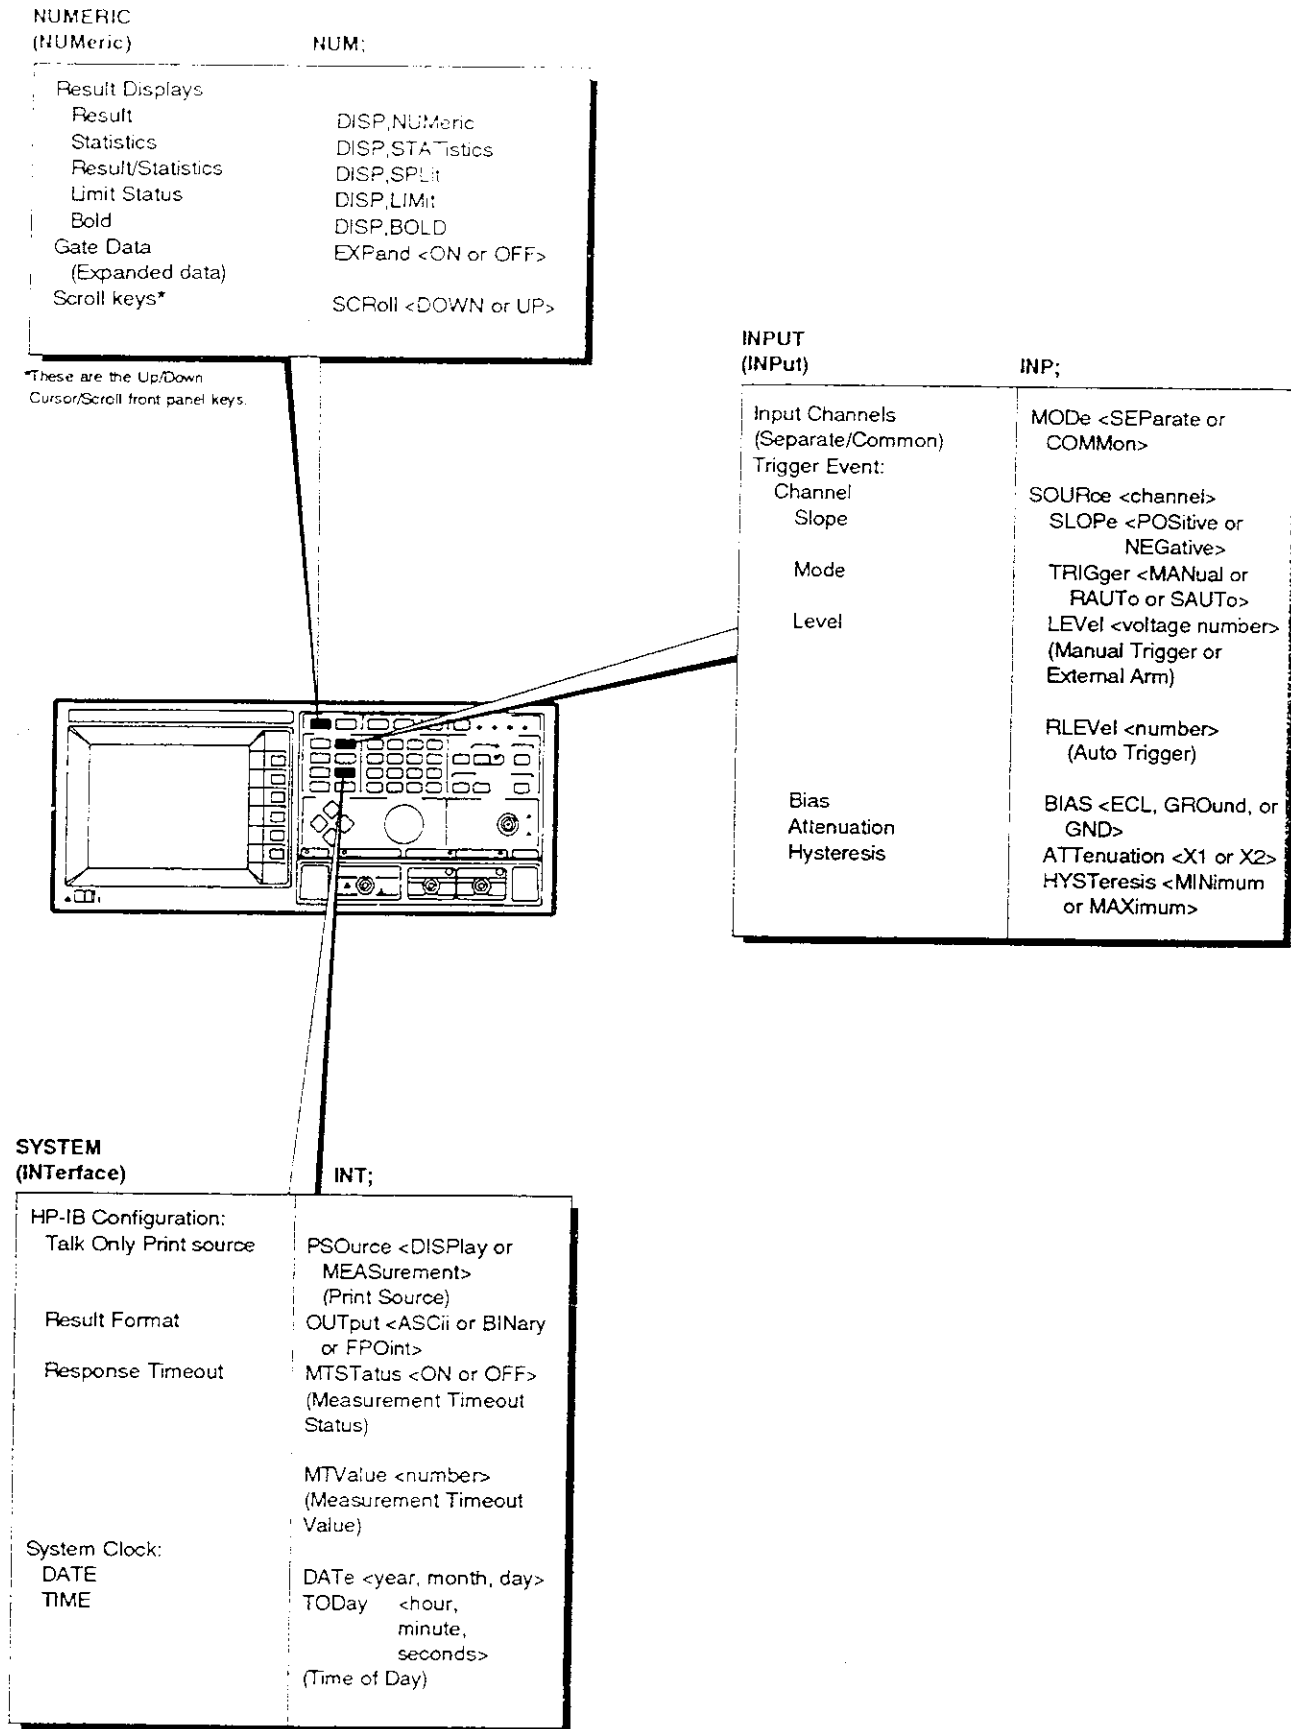 NUMERIC
(NUMeric) NUM;
Result Displays
Result DISP,NUMeric
Statistics DISP,STATistics
Result/Statistics DISP,SPLit
Limit Status DISP,LIMit
Bold DISP,BOLD
Gate Data EXPand <ON or OFF>
(Expanded data)
Scroll keys* SCRoll <DOWN or UP>
*These are the Up/Down
Cursor/Scroll front panel keys.
INPUT
(INPut) INP;
Input Channels MODe <SEParate or
(Separate/Common) COMMon>
Trigger Event:
Channel SOURce <channel>
Slope SLOPe <POSitive or
NEGative>
Mode TRIGger <MANual or
RAUTo or SAUTo>
Level LEVel <voltage number>
(Manual Trigger or
External Arm)
RLEVel <number>
(Auto Trigger)
Bias BIAS <ECL, GROund, or
Attenuation GND>
Hysteresis ATTenuation <X1 or X2>
HYSTeresis <MINimum
or MAXimum>
SYSTEM
(INTerface) INT;
HP-IB Configuration:
Talk Only Print source PSOurce <DISPlay or
MEASurement>
(Print Source)
Result Format OUTput <ASCii or BINary
or FPOint>
Response Timeout MTSTatus <ON or OFF>
(Measurement Timeout
Status)
MTValue <number>
(Measurement Timeout
Value)
System Clock:
DATE DATe <year, month, day>
TIME TODay <hour,
minute,
seconds>
(Time of Day)